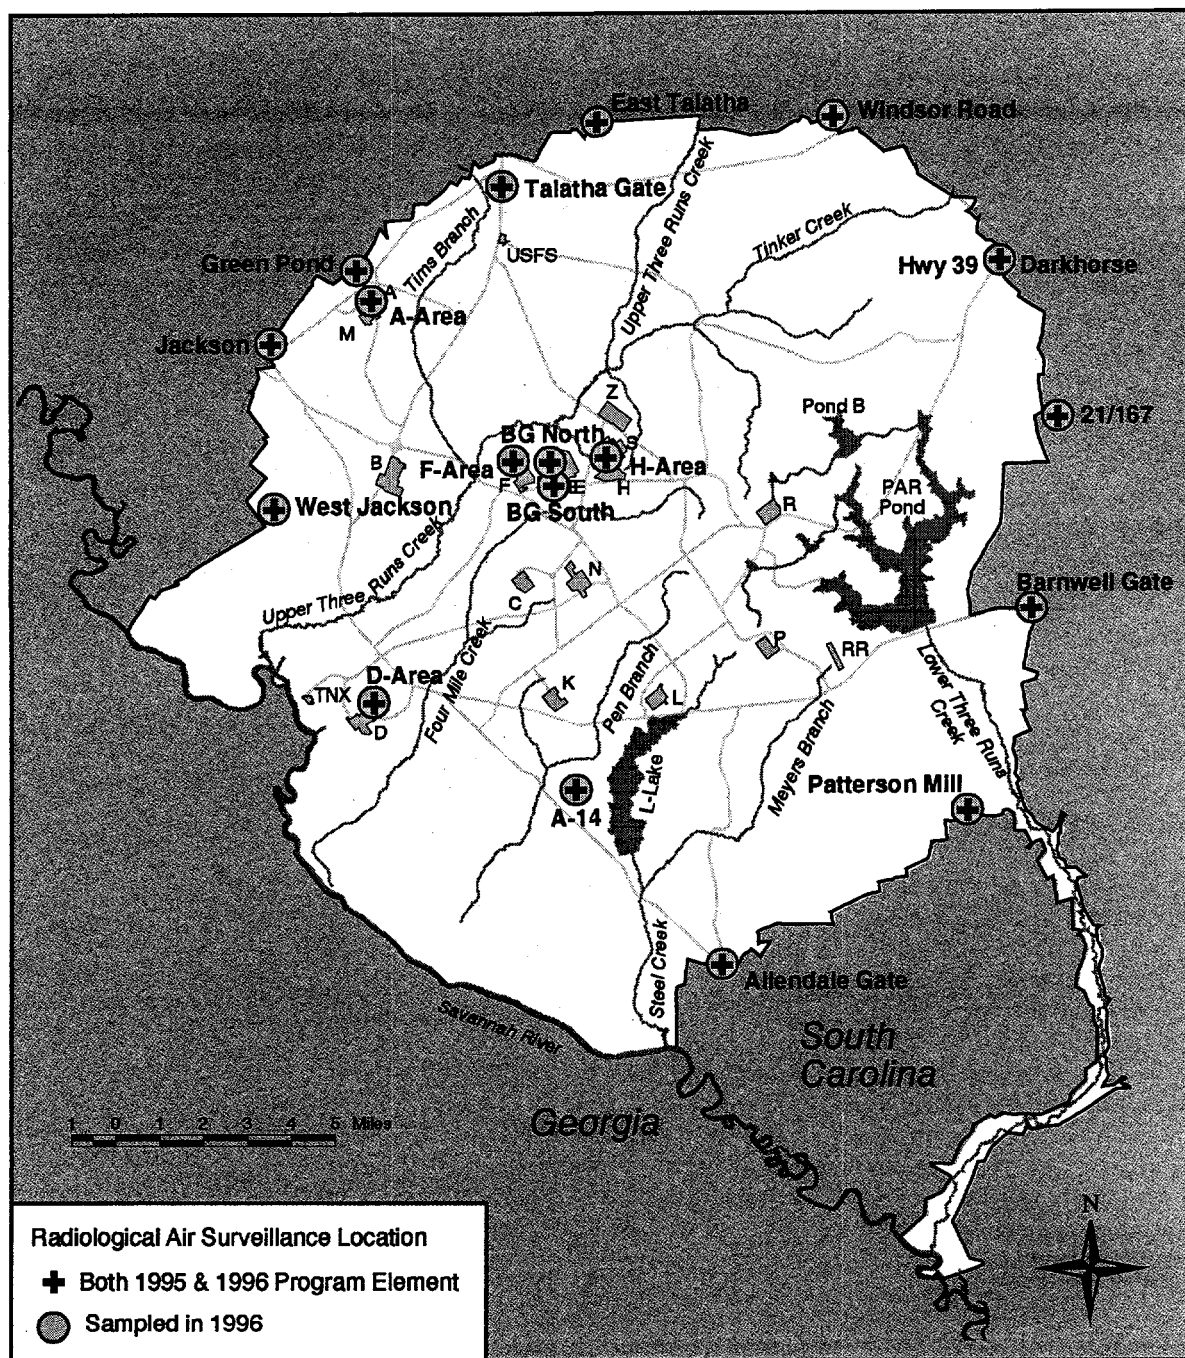 East Talatha
Windsor Road
Talatha Gate
Upper Three Runs Creek
Tinker Creek
Tims Branch
USFS
Green Pond
Hwy 39
Darkhorse
A
A-Area
M
Jackson
Z
Pond B
21/167
BG North
S
F-Area
H-Area
B
F
E
H
PAR
Pond
West Jackson
BG South
R
Upper Three Runs Creek
N
C
Barnwell Gate
Four Mile Creek
P
RR
Pen Branch
Lower Three Runs
Creek
D-Area
TNX
K
L
D
Meyers Branch
L-Lake
Patterson Mill
A-14
Steel Creek
Allendale Gate
Savannah River
South
Carolina
Georgia
1 0 1 2 3 4 5 Miles
N
Radiological Air Surveillance Location
Both 1995 & 1996 Program Element
Sampled in 1996